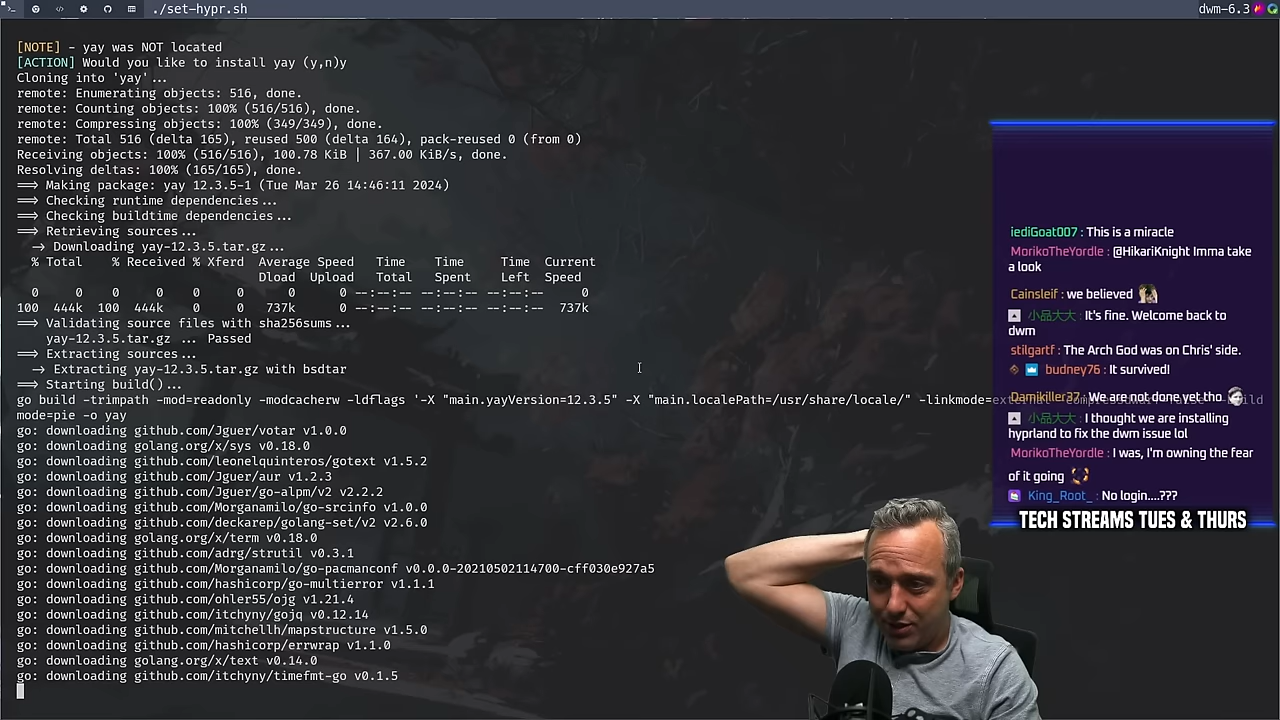 ./set-hypr.sh
dwm-6.3
[NOTE] - yay was NOT located
[ACTION] Would you like to install yay (y,n)y
Cloning into 'yay'...
remote: Enumerating objects: 516, done.
remote: Counting objects: 100% (516/516), done.
remote: Compressing objects: 100% (349/349), done.
remote: Total 516 (delta 165), reused 500 (delta 164), pack-reused 0 (from 0)
Receiving objects: 100% (516/516), 100.78 KiB | 367.00 KiB/s, done.
Resolving deltas: 100% (165/165), done.
==> Making package: yay 12.3.5-1 (Tue Mar 26 14:46:11 2024)
==> Checking runtime dependencies...
==> Checking buildtime dependencies...
==> Retrieving sources...
-> Downloading yay-12.3.5.tar.gz...
% Total % Received % Xferd Average Speed Time Time Time Current
Dload Upload Total Spent Left Speed
0 0 0 0 0 0 0 0 --:--:-- --:--:-- --:--:-- 0
100 444k 100 444k 0 0 737k 0 --:--:-- --:--:-- --:--:-- 737k
==> Validating source files with sha256sums...
yay-12.3.5.tar.gz ... Passed
==> Extracting sources...
-> Extracting yay-12.3.5.tar.gz with bsdtar
==> Starting build()...
go build -trimpath -mod=readonly -modcacherw -ldflags '-X "main.yayVersion=12.3.5" -X "main.localePath=/usr/share/locale/" -linkmode=
mode=pie -o yay
go: downloading github.com/Jguer/votar v1.0.0
go: downloading golang.org/x/sys v0.18.0
go: downloading github.com/leonelquinteros/gotext v1.5.2
go: downloading github.com/Jguer/aur v1.2.3
go: downloading github.com/Jguer/go-alpm/v2 v2.2.2
go: downloading github.com/Morganamilo/go-srcinfo v1.0.0
go: downloading github.com/deckarep/golang-set/v2 v2.6.0
go: downloading golang.org/x/term v0.18.0
go: downloading github.com/adrg/strutil v0.3.1
go: downloading github.com/Morganamilo/go-pacmanconf v0.0.0-20210502114700-cff030e927a5
go: downloading github.com/hashicorp/go-multierror v1.1.1
go: downloading github.com/ohler55/ojg v1.21.4
go: downloading github.com/itchyny/gojq v0.12.14
go: downloading github.com/mitchellh/mapstructure v1.5.0
go: downloading github.com/hashicorp/errwrap v1.1.0
go: downloading golang.org/x/text v0.14.0
go: downloading github.com/itchyny/timefmt-go v0.1.5
iediGoat007 : This is a miracle
MorikoTheYordle : @HikariKnight Imma take
a look
Cainsleif : we believed
小品大大 : It's fine. Welcome back to
dwm
stilgartf : The Arch God was on Chris' side.
budney76 : It survived!
Damikiller37 : We are not done yet tho
小品大大 : I thought we are installing
hyprland to fix the dwm issue lol
MorikoTheYordle : I was, I'm owning the fear
of it going
King_Root_ : No login....???
TECH STREAMS TUES & THURS